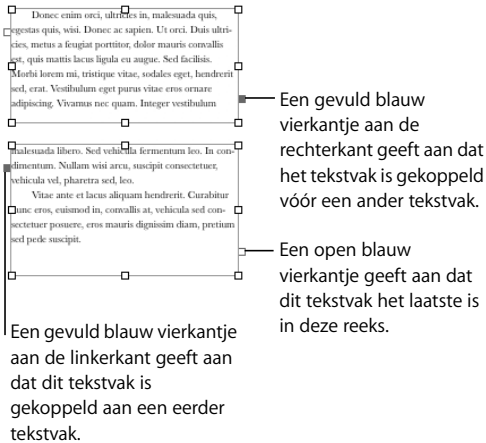 Donec enim orci, ultricies in, malesuada quis,
egestas quis, wisi. Donec ac sapien. Ut orci. Duis ultri-
cies, metus a feugiat porttitor, dolor mauris convallis
est, quis mattis lacus ligula eu augue. Sed facilisis.
Morbi lorem mi, tristique vitae, sodales eget, hendrerit
sed, erat. Vestibulum eget purus vitae eros ornare
adipiscing. Vivamus nec quam. Integer vestibulum
malesuada libero. Sed vehicula fermentum leo. In con-
dimentum. Nullam wisi arcu, suscipit consectetuer,
vehicula vel, pharetra sed, leo.
Vitae ante et lacus aliquam hendrerit. Curabitur
nunc eros, euismod in, convallis at, vehicula sed con-
sectetuer posuere, eros mauris dignissim diam, pretium
sed pede suscipit.
Een gevuld blauw
vierkantje aan de
rechterkant geeft aan dat
het tekstvak is gekoppeld
vóór een ander tekstvak.
Een open blauw
vierkantje geeft aan dat
dit tekstvak het laatste is
in deze reeks.
Een gevuld blauw vierkantje
aan de linkerkant geeft aan
dat dit tekstvak is
gekoppeld aan een eerder
tekstvak.